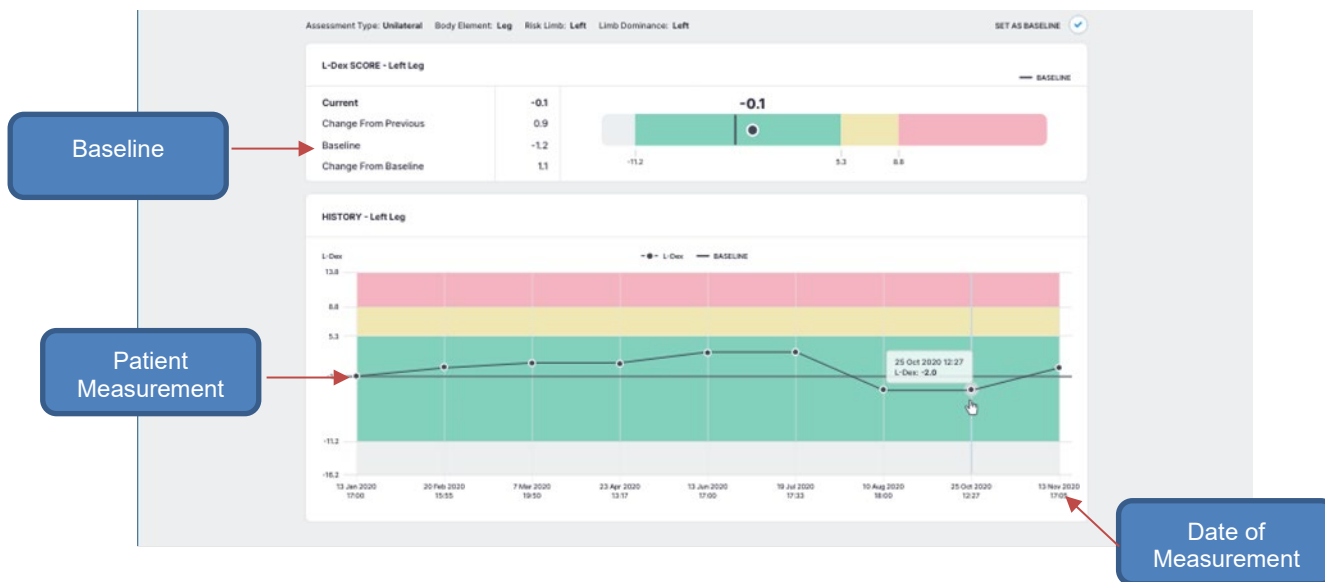 Assessment Type: Unilateral Body Element: Leg Risk Limb: Left Limb Dominance: Left SET AS BASELINE
L-Dex SCORE - Left Leg
BASELINE
Current -0.1
Change From Previous 0.9
Baseline -1.2
Change From Baseline 1.1
-0.1
-11.2 5.3 8.8
Baseline
HISTORY - Left Leg
L-Dex
L-Dex BASELINE
13.8
8.8
5.3
-11.2
-16.2
25 Oct 2020 12:27
L-Dex: -2.0
Patient
Measurement
13 Jan 2020 20 Feb 2020 7 Mar 2020 23 Apr 2020 13 Jun 2020 19 Jul 2020 10 Aug 2020 25 Oct 2020 13 Nov 2020
17:00 15:55 19:50 13:17 17:00 17:33 18:00 12:27 17:05
Date of
Measurement